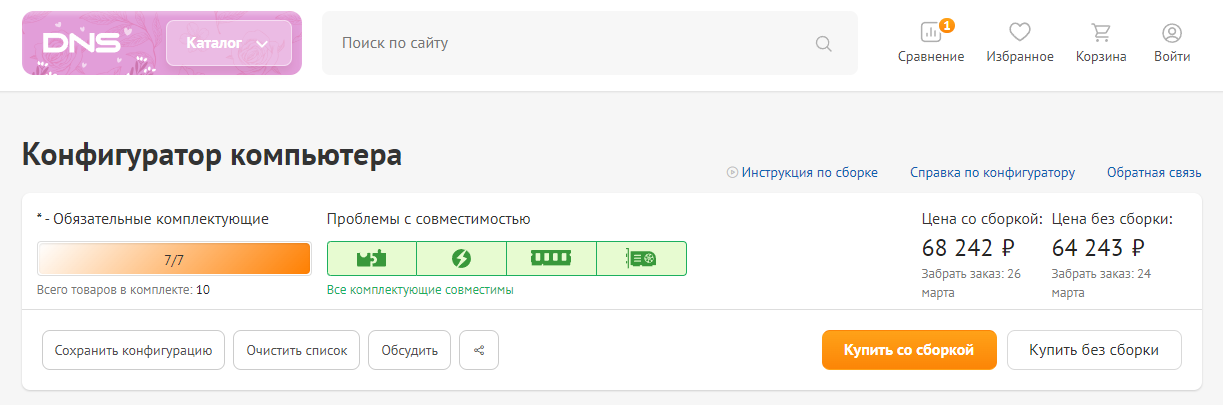 DNS
Каталог
Поиск по сайту
1
Сравнение
Избранное
Корзина
Войти
Конфигуратор компьютера
Инструкция по сборке
Справка по конфигуратору
Обратная связь
* - Обязательные комплектующие
7/7
Всего товаров в комплекте: 10
Проблемы с совместимостью
Все комплектующие совместимы
Цена со сборкой:
68 242 ₽
Забрать заказ: 26
марта
Цена без сборки:
64 243 ₽
Забрать заказ: 24
марта
Сохранить конфигурацию
Очистить список
Обсудить
Купить со сборкой
Купить без сборки